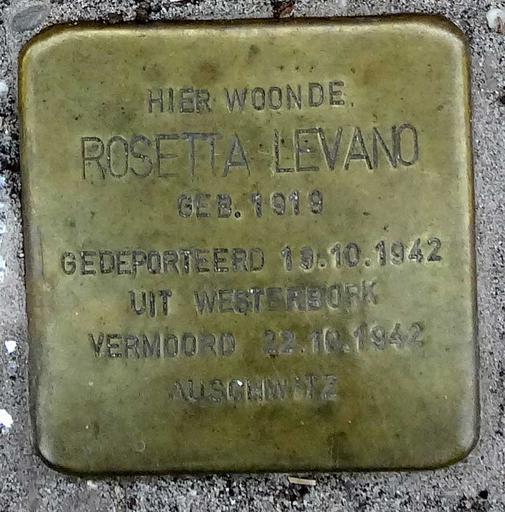 HIER WOONDE
ROSETTA LEVANO
GEB. 1919
GEDEPORTEERD 19.10.1942
UIT WESTERBORK
VERMOORD 22.10.1942
AUSCHWITZ